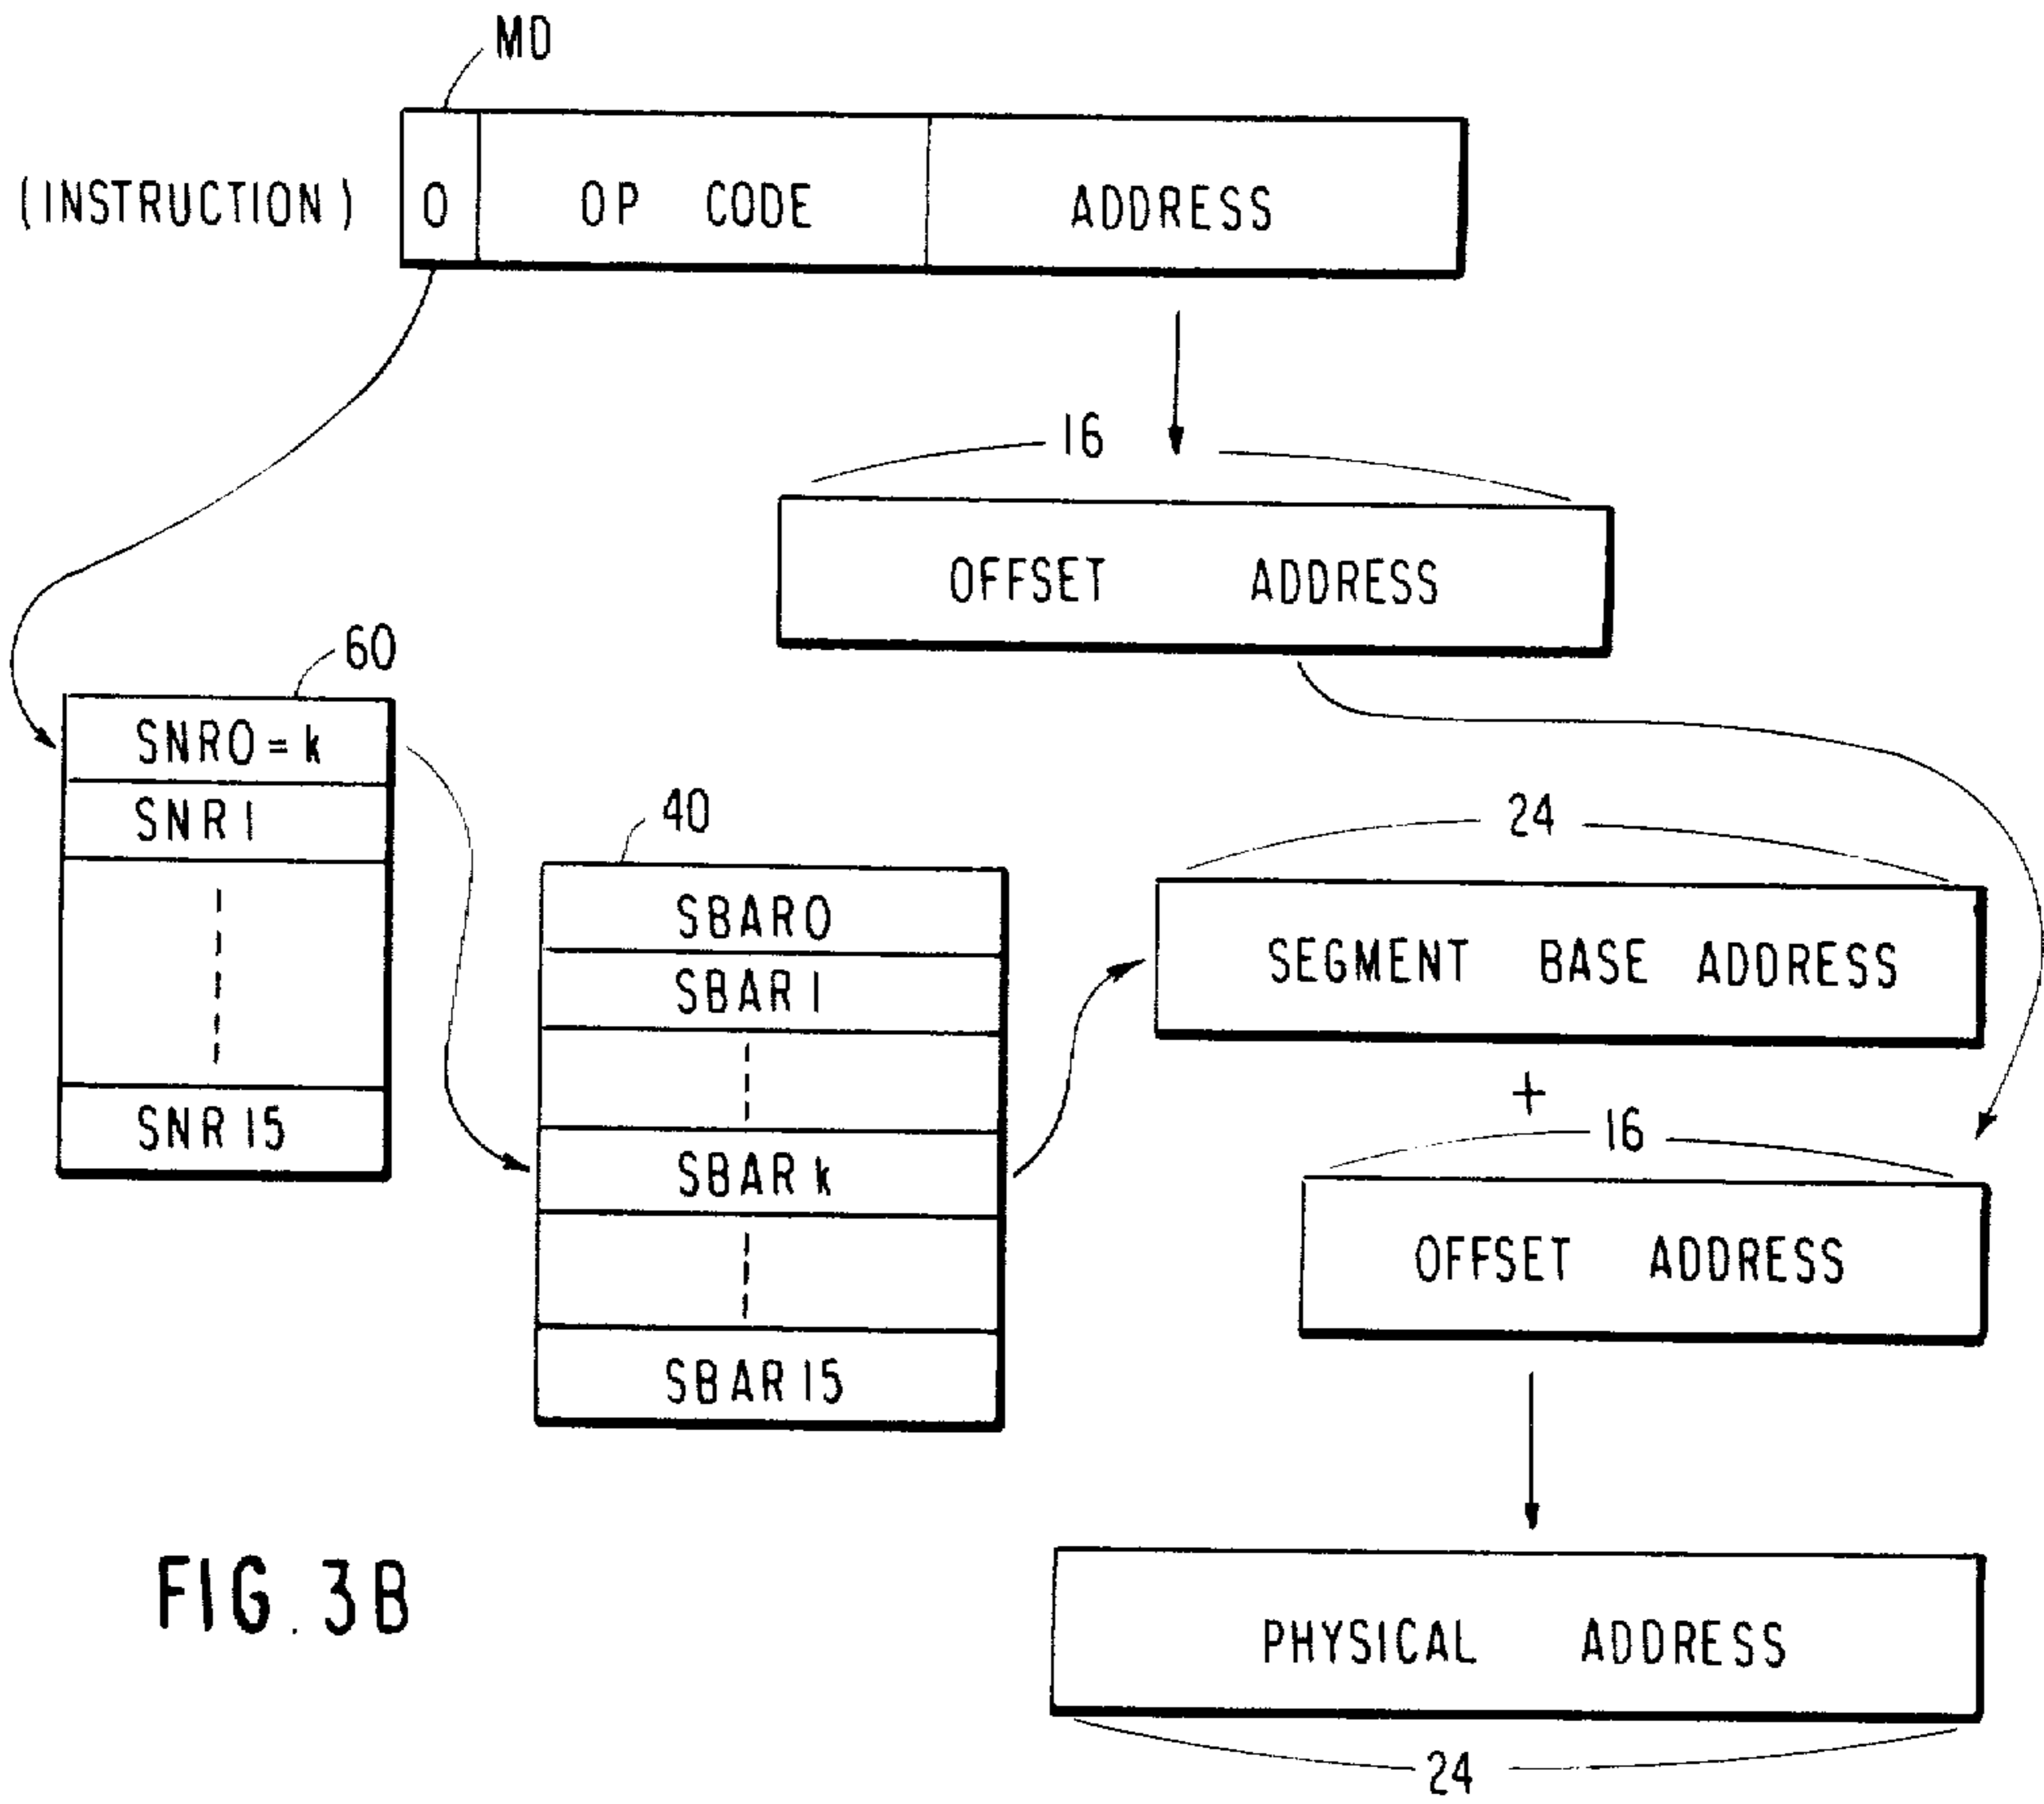 MD
(INSTRUCTION) 0 OP CODE ADDRESS
16
OFFSET ADDRESS
60
SNR0=k
SNR1
SNR15
40
SBAR0
SBAR1
SBARk
SBAR15
24
SEGMENT BASE ADDRESS
+
16
OFFSET ADDRESS
PHYSICAL ADDRESS
24
FIG. 3B